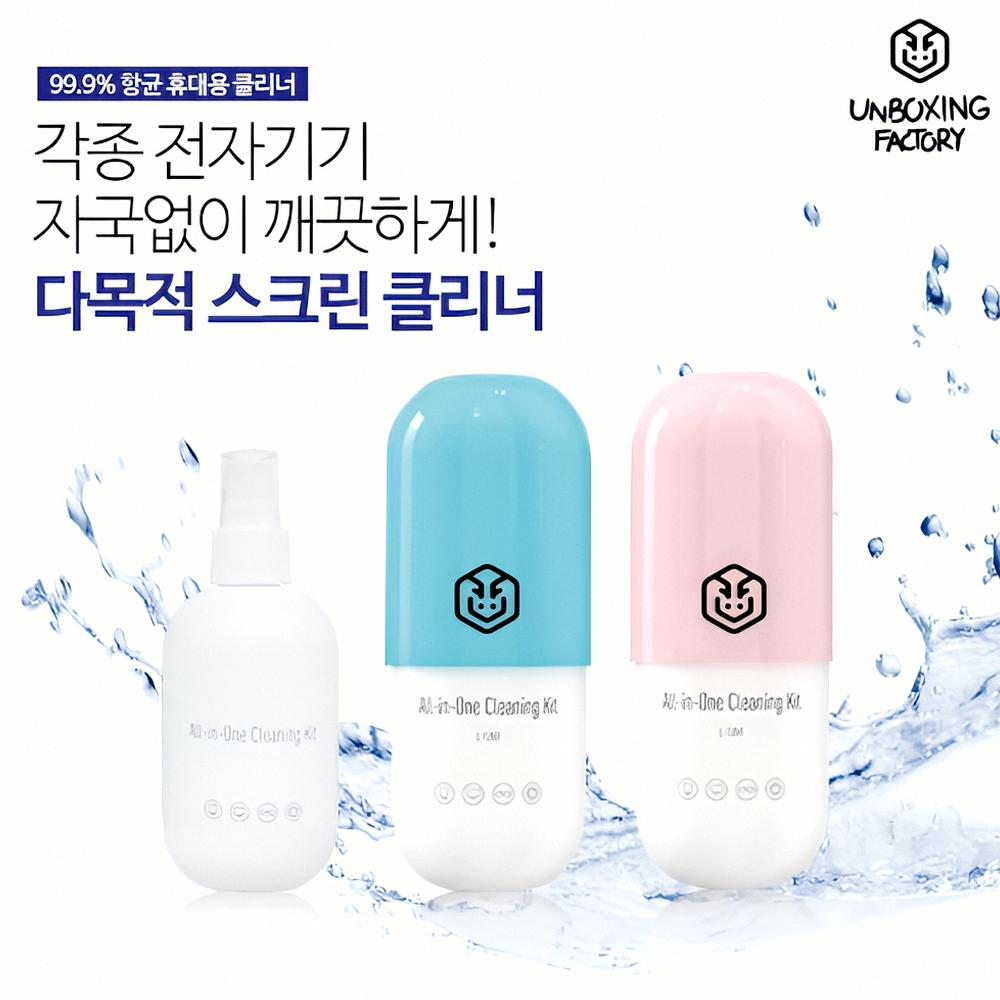 99.9% 항균 휴대용 클리너
UNBOXING
FACTORY
각종 전자기기
자국없이 깨끗하게!
다목적 스크린 클리너
All-in-One Cleaning Kit
All-in-One Cleaning Kit
All-in-One Cleaning Kit